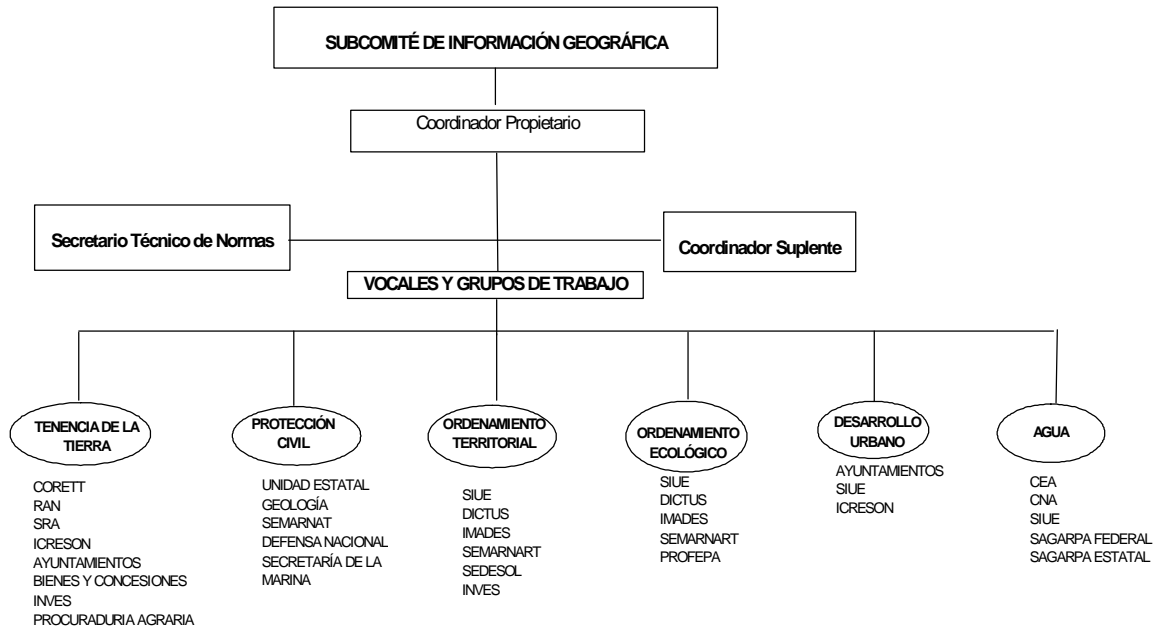 SUBCOMITÉ DE INFORMACIÓN GEOGRÁFICA
Coordinador Propietario
Secretario Técnico de Normas
Coordinador Suplente
VOCALES Y GRUPOS DE TRABAJO
TENENCIA DE LA
TIERRA
CORETT
RAN
SRA
ICRESON
AYUNTAMIENTOS
BIENES Y CONCESIONES
INVES
PROCURADURIA AGRARIA
PROTECCIÓN
CIVIL
UNIDAD ESTATAL
GEOLOGÍA
SEMARNAT
DEFENSA NACIONAL
SECRETARÍA DE LA
MARINA
ORDENAMIENTO
TERRITORIAL
SIUE
DICTUS
IMADES
SEMARNART
SEDESOL
INVES
ORDENAMIENTO
ECOLÓGICO
SIUE
DICTUS
IMADES
SEMARNART
PROFEPA
DESARROLLO
URBANO
AYUNTAMIENTOS
SIUE
ICRESON
AGUA
CEA
CNA
SIUE
SAGARPA FEDERAL
SAGARPA ESTATAL